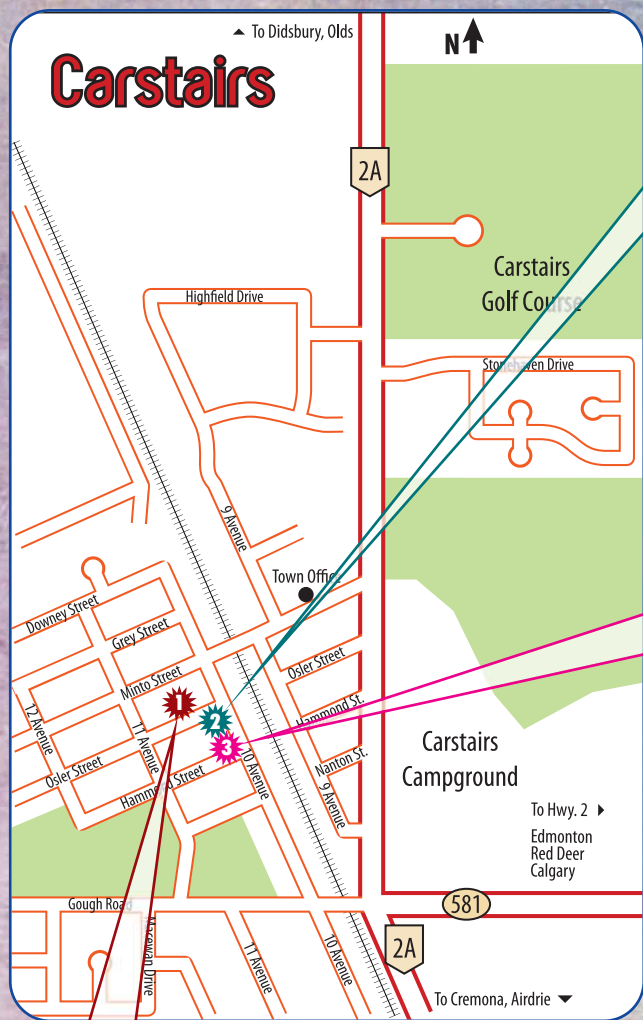 To Didsbury, Olds
N
Carstairs
2A
Carstairs
Golf Course
Highfield Drive
Stonehaven Drive
9 Avenue
Town Office
Downey Street
Grey Street
Osler Street
Minto Street
1
2
Hammond St.
3
12 Avenue
11 Avenue
Carstairs
Campground
Nanton St.
10 Avenue
Osler Street
Hammond Street
9 Avenue
To Hwy. 2
Edmonton
Red Deer
Calgary
Gough Road
581
Macewan Drive
11 Avenue
10 Avenue
2A
To Cremona, Airdrie